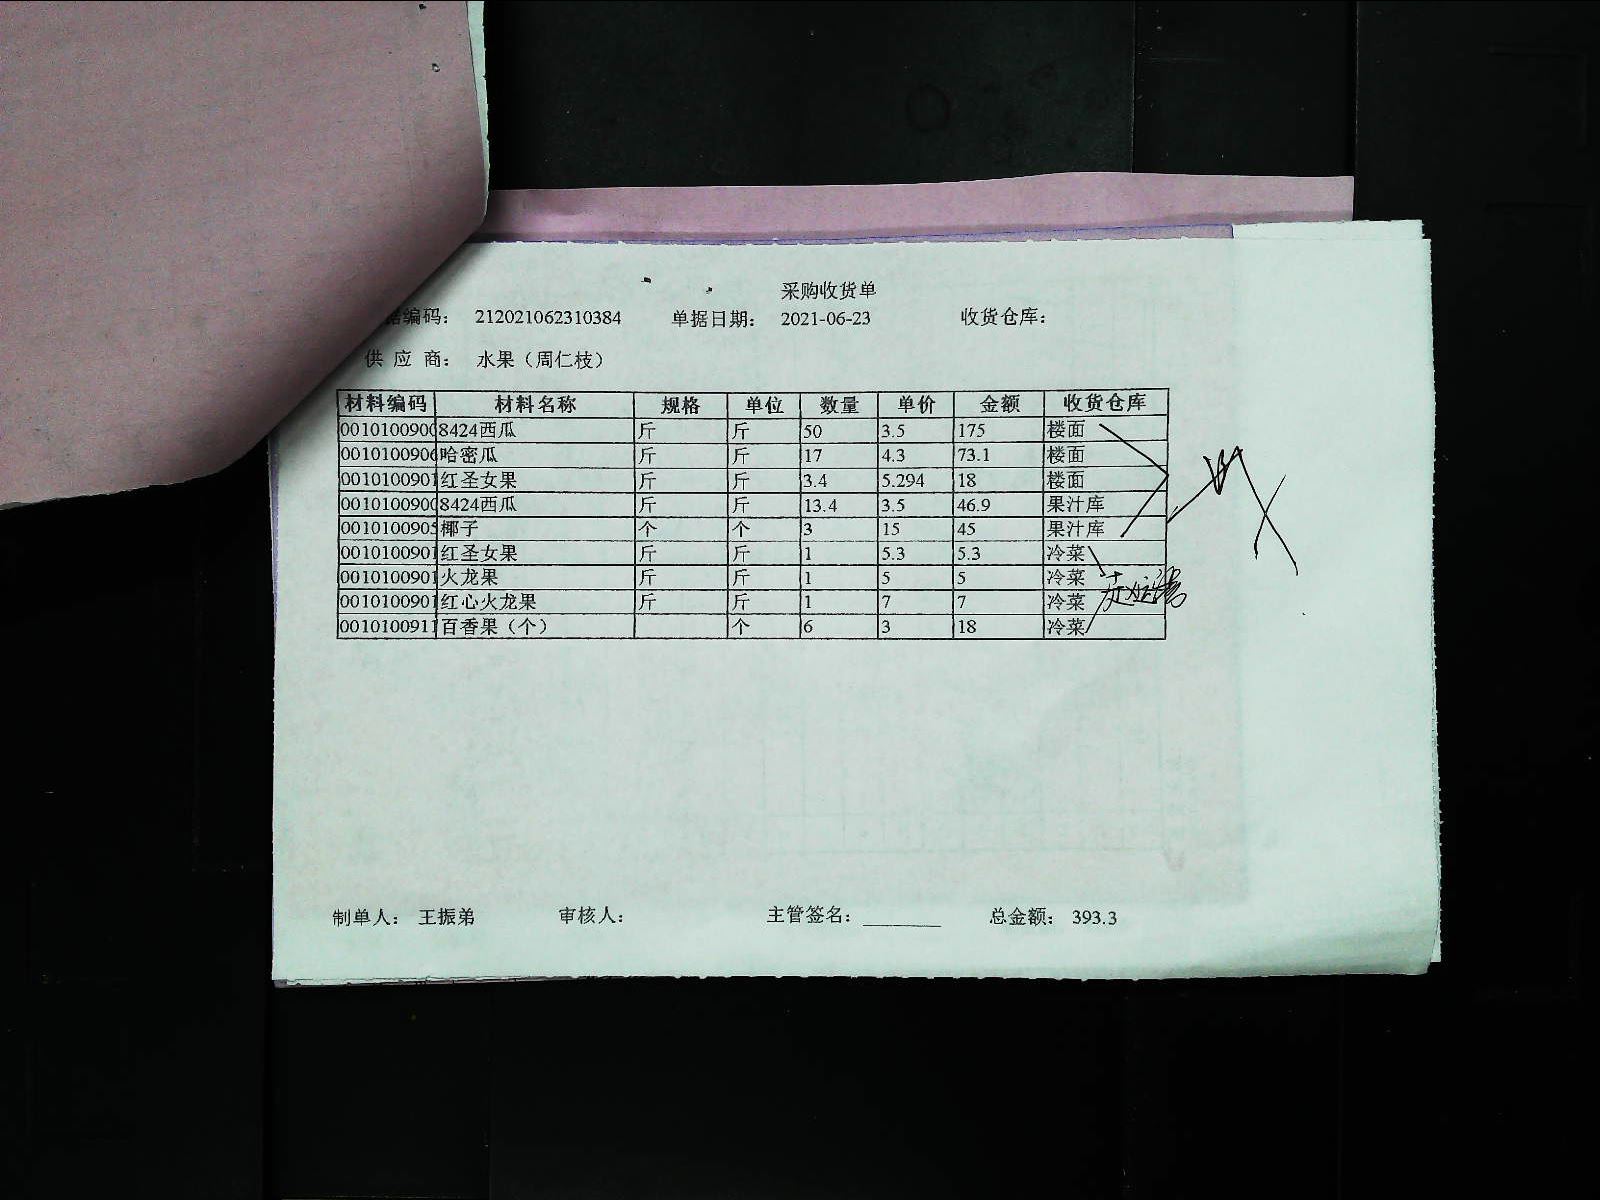 采购收货单
据编码： 212021062310384 单据日期： 2021-06-23 收货仓库：
供 应 商： 水果（周仁枝）
材料编码 材料名称 规格 单位 数量 单价 金额 收货仓库
0010100900 8424西瓜 斤 斤 50 3.5 175 楼面
0010100906 哈密瓜 斤 斤 17 4.3 73.1 楼面
0010100901 红圣女果 斤 斤 3.4 5.294 18 楼面
0010100900 8424西瓜 斤 斤 13.4 3.5 46.9 果汁库
0010100905 椰子 个 个 3 15 45 果汁库
0010100901 红圣女果 斤 斤 1 5.3 5.3 冷菜
0010100901 火龙果 斤 斤 1 5 5 冷菜
0010100901 红心火龙果 斤 斤 1 7 7 冷菜
0010100911 百香果（个） 个 6 3 18 冷菜
制单人： 王振弟 审核人： 主管签名： 总金额： 393.3